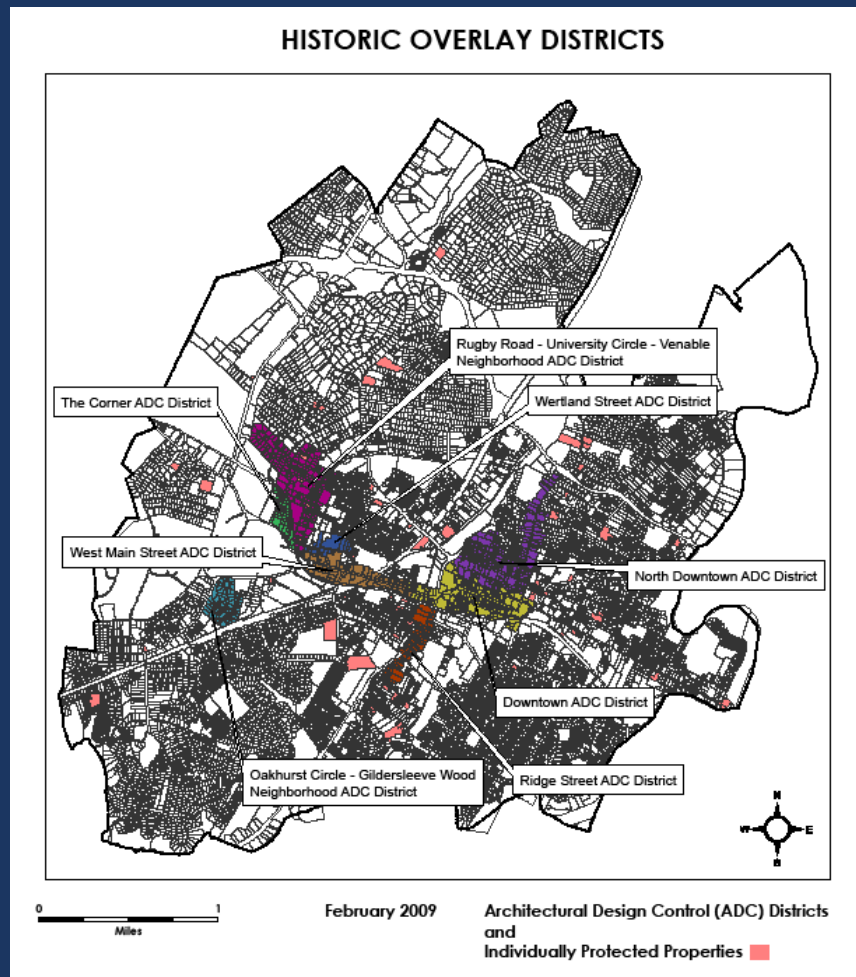 HISTORIC OVERLAY DISTRICTS
Rugby Road - University Circle - Venable
Neighborhood ADC District
The Corner ADC District
Wertland Street ADC District
West Main Street ADC District
North Downtown ADC District
Downtown ADC District
Oakhurst Circle - Gildersleeve Wood
Neighborhood ADC District
Ridge Street ADC District
N
W E
S
0 1
Miles
February 2009
Architectural Design Control (ADC) Districts
and
Individually Protected Properties